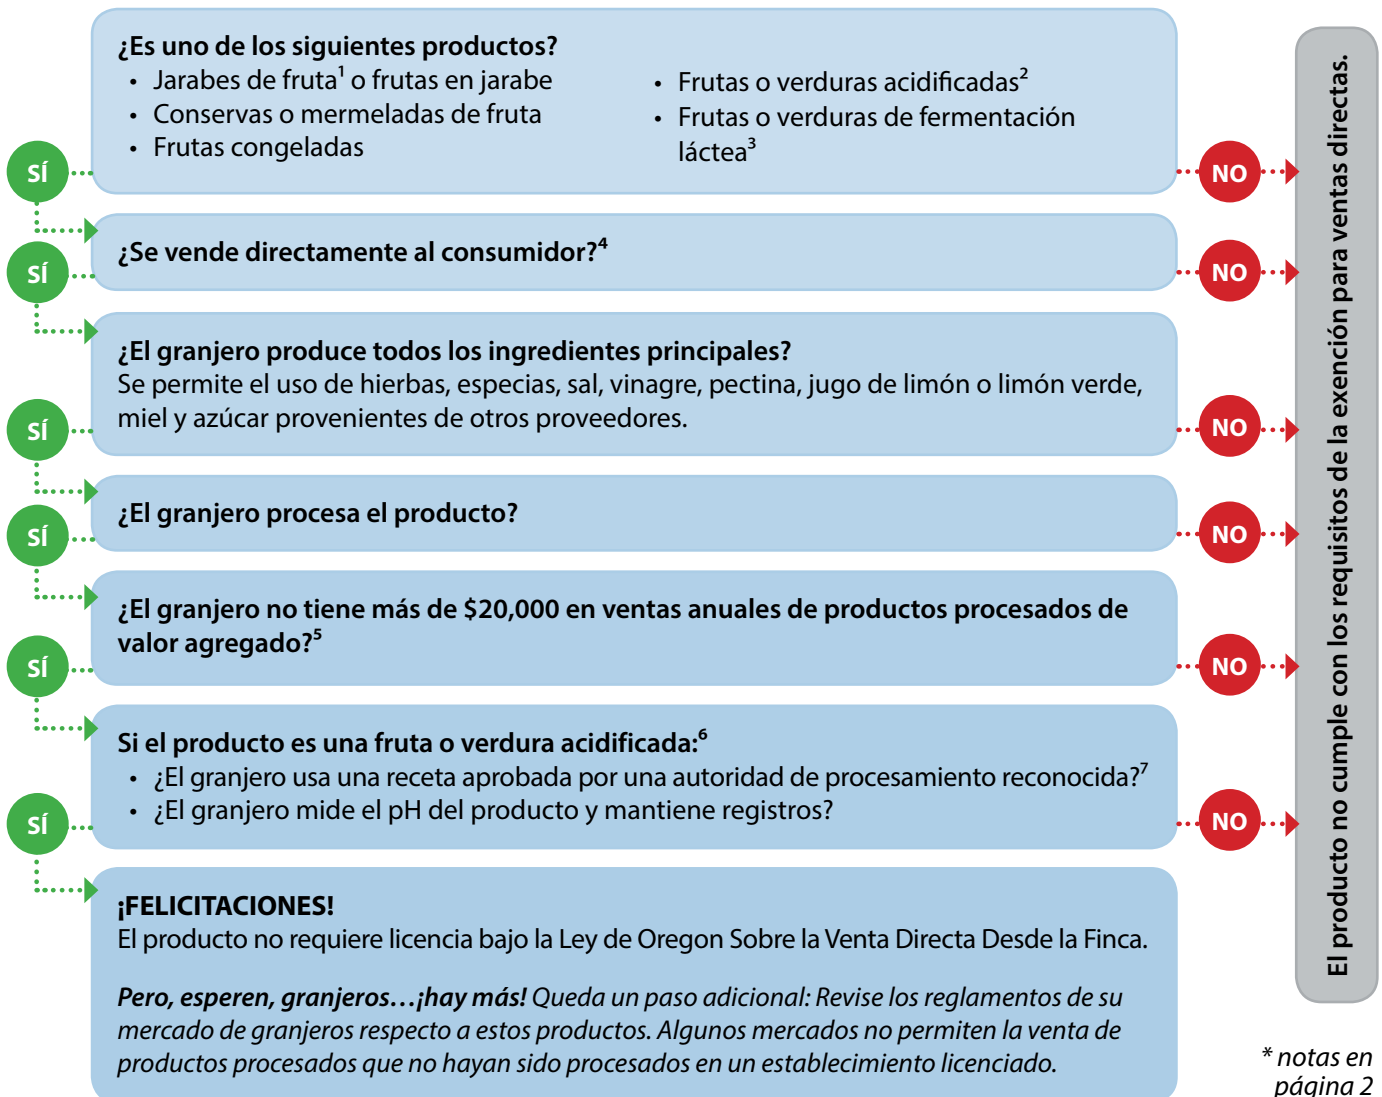 ¿Es uno de los siguientes productos?
• Jarabes de fruta¹ o frutas en jarabe
• Conservas o mermeladas de fruta
• Frutas congeladas
• Frutas o verduras acidificadas²
• Frutas o verduras de fermentación
láctea³
SÍ
NO
¿Se vende directamente al consumidor?⁴
SÍ
NO
¿El granjero produce todos los ingredientes principales?
Se permite el uso de hierbas, especias, sal, vinagre, pectina, jugo de limón o limón verde,
miel y azúcar provenientes de otros proveedores.
SÍ
NO
¿El granjero procesa el producto?
SÍ
NO
¿El granjero no tiene más de $20,000 en ventas anuales de productos procesados de
valor agregado?⁵
SÍ
NO
Si el producto es una fruta o verdura acidificada:⁶
• ¿El granjero usa una receta aprobada por una autoridad de procesamiento reconocida?⁷
• ¿El granjero mide el pH del producto y mantiene registros?
SÍ
NO
¡FELICITACIONES!
El producto no requiere licencia bajo la Ley de Oregon Sobre la Venta Directa Desde la Finca.
Pero, esperen, granjeros…¡hay más! Queda un paso adicional: Revise los reglamentos de su
mercado de granjeros respecto a estos productos. Algunos mercados no permiten la venta de
productos procesados que no hayan sido procesados en un establecimiento licenciado.
El producto no cumple con los requisitos de la exención para ventas directas.
* notas en
página 2